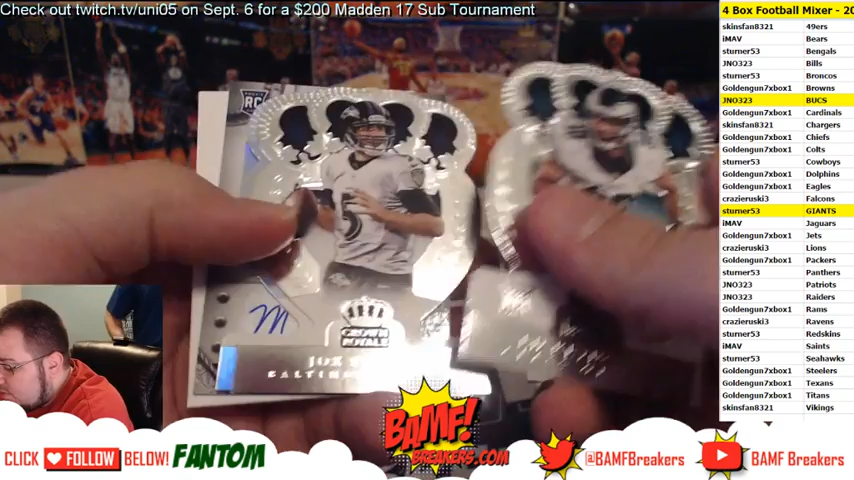 Check out twitch.tv/uni05 on Sept. 6 for a $200 Madden 17 Sub Tournament
4 Box Football Mixer - 20
skinsfan8321 49ers
iMAV Bears
sturner53 Bengals
JNO323 Bills
sturner53 Broncos
Goldengun7xbox1 Browns
JNO323 BUCS
Goldengun7xbox1 Cardinals
skinsfan8321 Chargers
Goldengun7xbox1 Chiefs
Goldengun7xbox1 Colts
sturner53 Cowboys
Goldengun7xbox1 Dolphins
Goldengun7xbox1 Eagles
crazieruski3 Falcons
sturner53 GIANTS
iMAV Jaguars
Goldengun7xbox1 Jets
crazieruski3 Lions
Goldengun7xbox1 Packers
sturner53 Panthers
JNO323 Patriots
JNO323 Raiders
Goldengun7xbox1 Rams
crazieruski3 Ravens
sturner53 Redskins
iMAV Saints
sturner53 Seahawks
Goldengun7xbox1 Steelers
Goldengun7xbox1 Texans
Goldengun7xbox1 Titans
skinsfan8321 Vikings
RC
5
CROWN
ROYALE
CLICK FOLLOW BELOW! FANTOM
BAMF!
BREAKERS.COM
@BAMFBreakers
BAMF Breakers